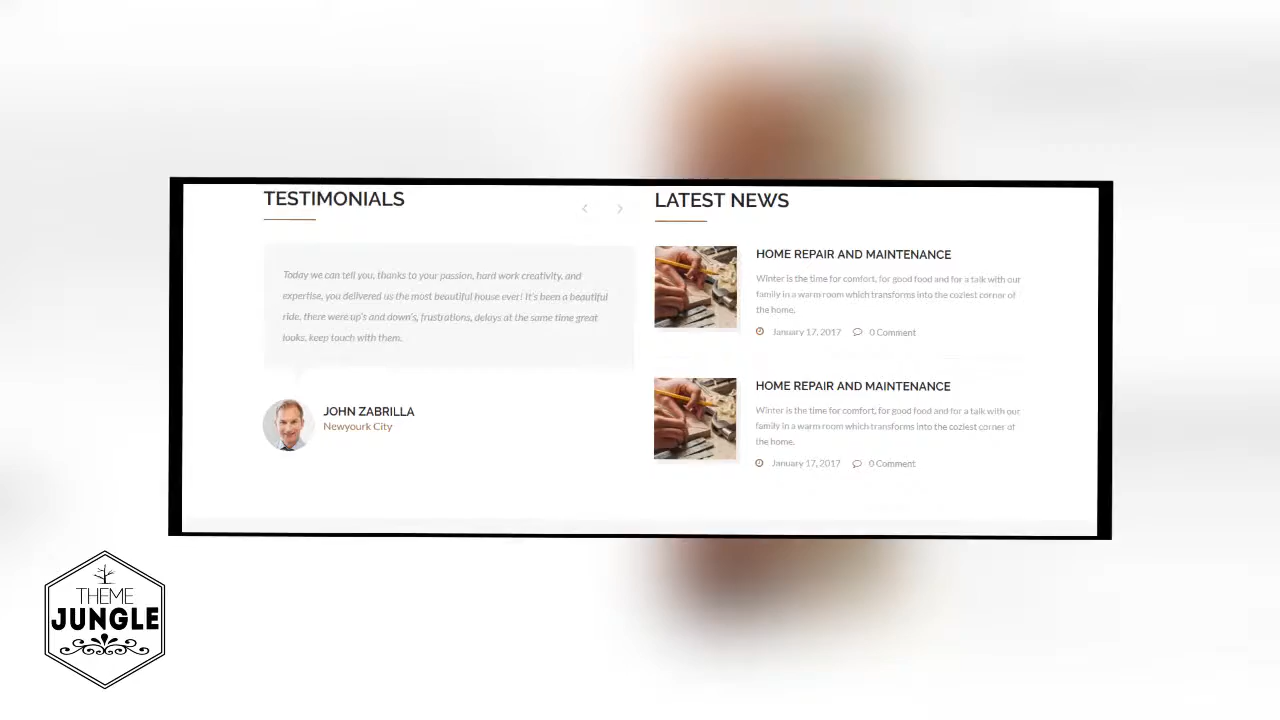 TESTIMONIALS
Today we can tell you, thanks to your passion, hard work creativity, and
expertise, you delivered us the most beautiful house ever! It's been a beautiful
ride, there were up's and down's, frustrations, delays at the same time great
looks, keep touch with them.
JOHN ZABRILLA
Newyourk City
LATEST NEWS
HOME REPAIR AND MAINTENANCE
Winter is the time for comfort, for good food and for a talk with our
family in a warm room which transforms into the coziest corner of
the home.
January 17, 2017 0 Comment
HOME REPAIR AND MAINTENANCE
Winter is the time for comfort, for good food and for a talk with our
family in a warm room which transforms into the coziest corner of
the home.
January 17, 2017 0 Comment
THEME
JUNGLE